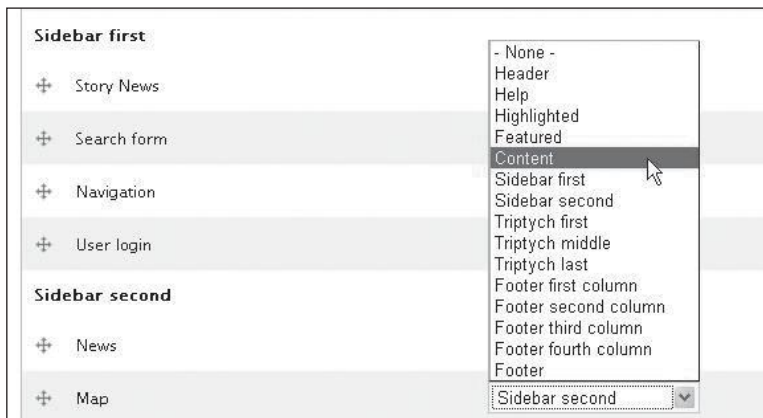 Sidebar first
Story News
Search form
Navigation
User login
Sidebar second
News
Map
- None -
Header
Help
Highlighted
Featured
Content
Sidebar first
Sidebar second
Triptych first
Triptych middle
Triptych last
Footer first column
Footer second column
Footer third column
Footer fourth column
Footer
Sidebar second